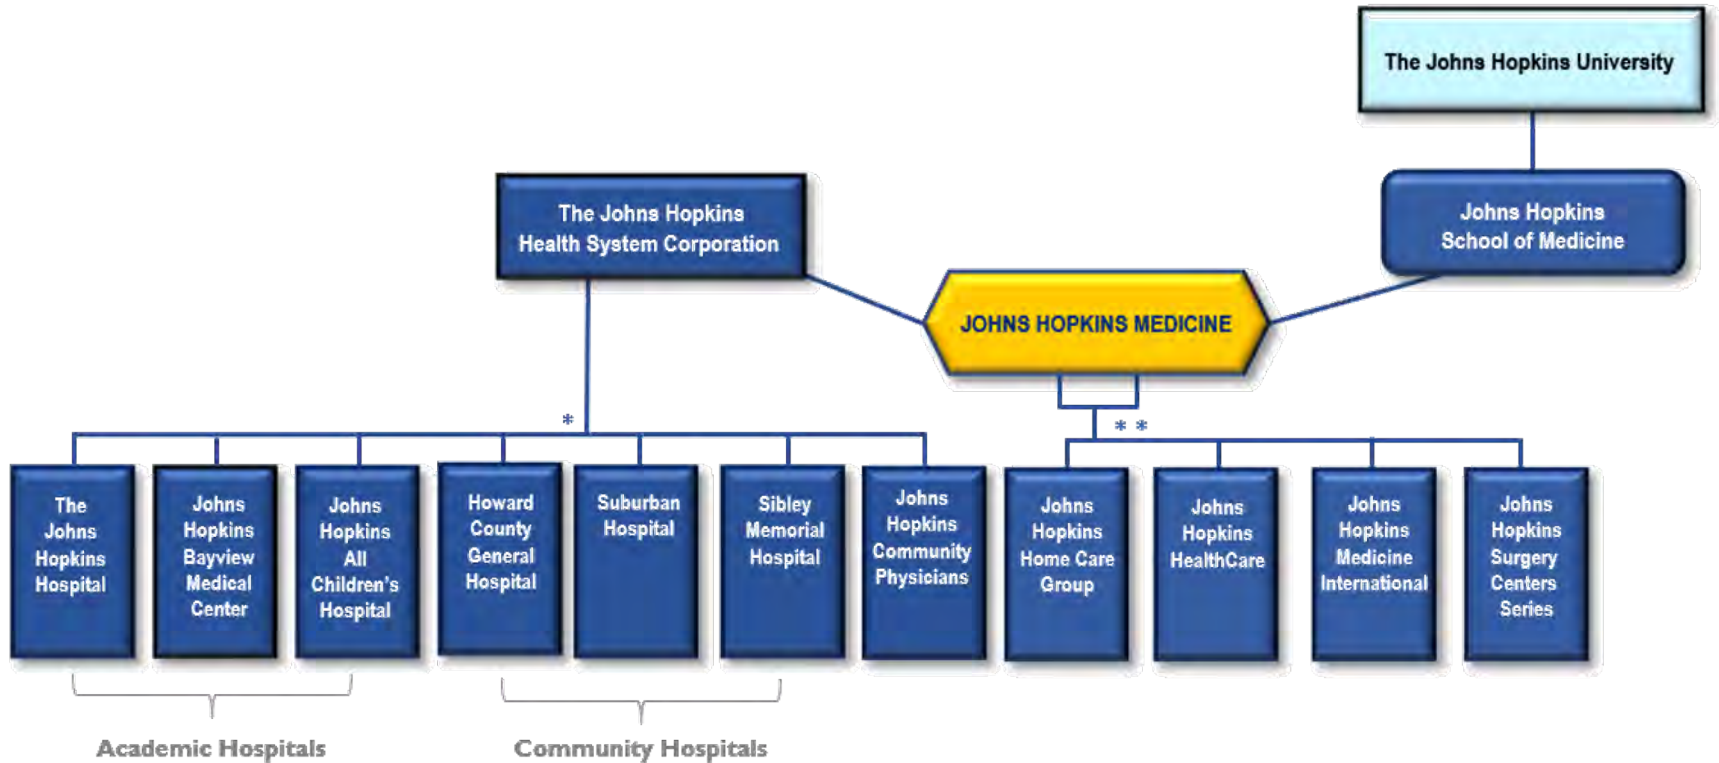 The Johns Hopkins University
The Johns Hopkins
Health System Corporation
Johns Hopkins
School of Medicine
JOHNS HOPKINS MEDICINE
*
* *
The
Johns
Hopkins
Hospital
Johns
Hopkins
Bayview
Medical
Center
Johns
Hopkins
All
Children's
Hospital
Howard
County
General
Hospital
Suburban
Hospital
Sibley
Memorial
Hospital
Johns
Hopkins
Community
Physicians
Johns
Hopkins
Home Care
Group
Johns
Hopkins
HealthCare
Johns
Hopkins
Medicine
International
Johns
Hopkins
Surgery
Centers
Series
Academic Hospitals
Community Hospitals